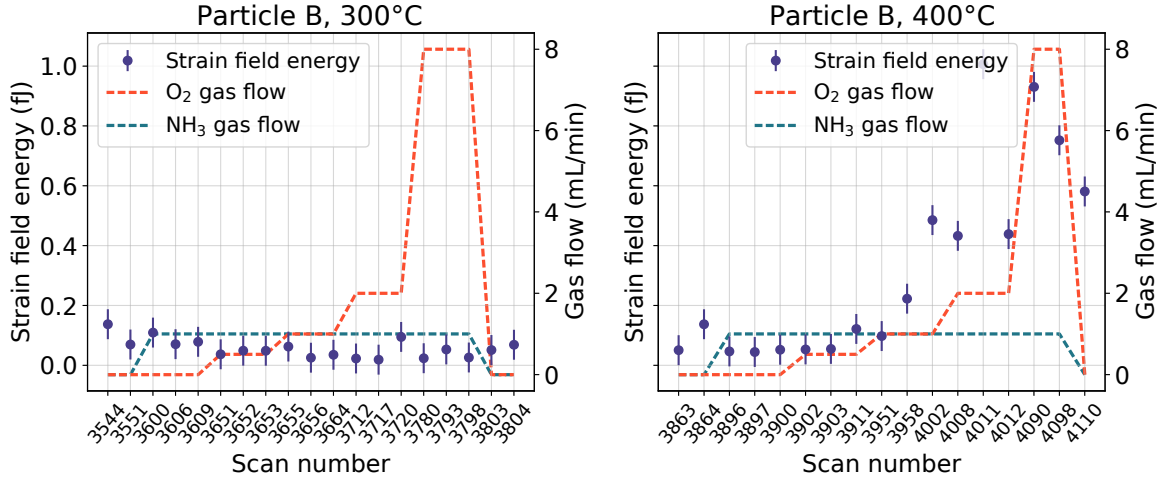 Particle B, 300°C
Strain field energy (fJ)
1.0
0.8
0.6
0.4
0.2
0.0
Strain field energy
O₂ gas flow
NH₃ gas flow
8
6
4
2
0
Gas flow (mL/min)
3544 3551 3600 3606 3609 3651 3652 3653 3655 3656 3664 3712 3717 3720 3780 3793 3798 3803 3804
Scan number
Particle B, 400°C
Strain field energy (fJ)
Strain field energy
O₂ gas flow
NH₃ gas flow
8
6
4
2
0
Gas flow (mL/min)
3863 3864 3896 3897 3900 3902 3903 3911 3951 3958 4002 4008 4011 4012 4090 4098 4110
Scan number